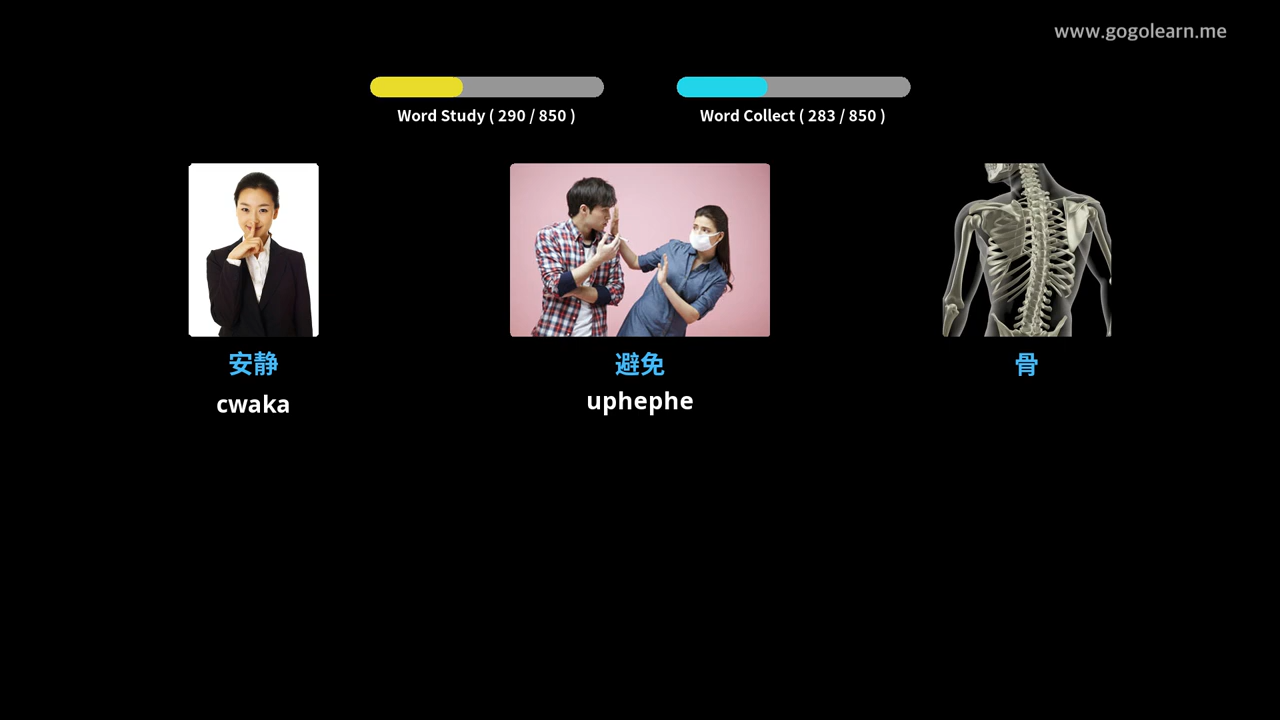 www.gogolearn.me
Word Study ( 290 / 850 )
Word Collect ( 283 / 850 )
安静
避免
骨
cwaka
uphephe